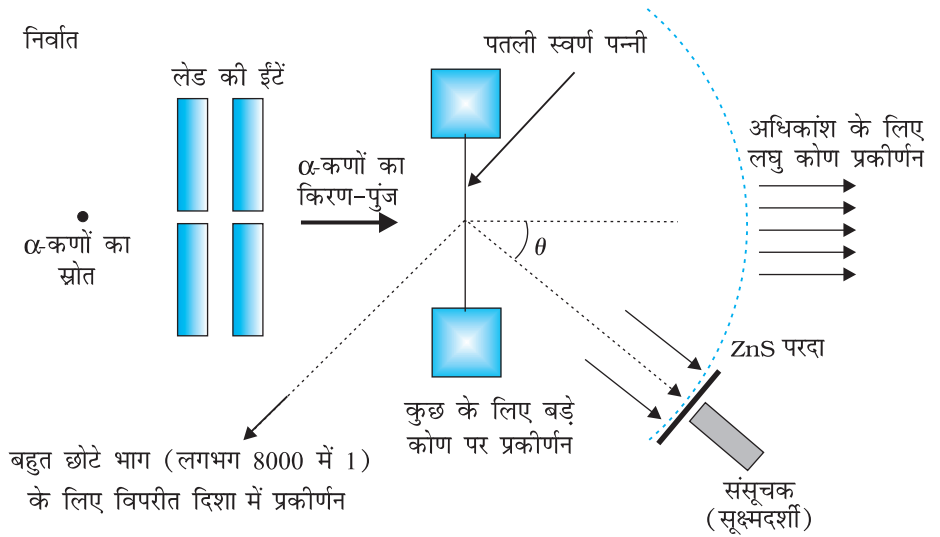 निर्वात
पतली स्वर्ण पन्नी
लेड की ईंटें
अधिकांश के लिए
लघु कोण प्रकीर्णन
α-कणों का
किरण-पुंज
α-कणों का
स्रोत
θ
ZnS परदा
कुछ के लिए बड़े
कोण पर प्रकीर्णन
बहुत छोटे भाग (लगभग 8000 में 1)
के लिए विपरीत दिशा में प्रकीर्णन
संसूचक
(सूक्ष्मदर्शी)